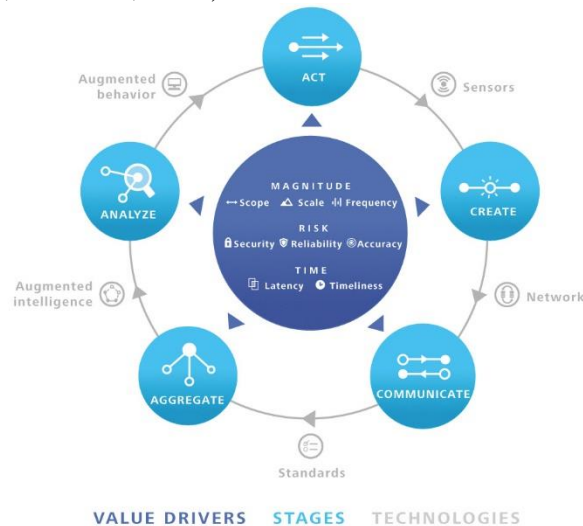 ACT
Augmented
behavior
Sensors
MAGNITUDE
Scope Scale Frequency
RISK
Security Reliability Accuracy
TIME
Latency Timeliness
ANALYZE
CREATE
Augmented
intelligence
Network
AGGREGATE
COMMUNICATE
Standards
VALUE DRIVERS STAGES TECHNOLOGIES